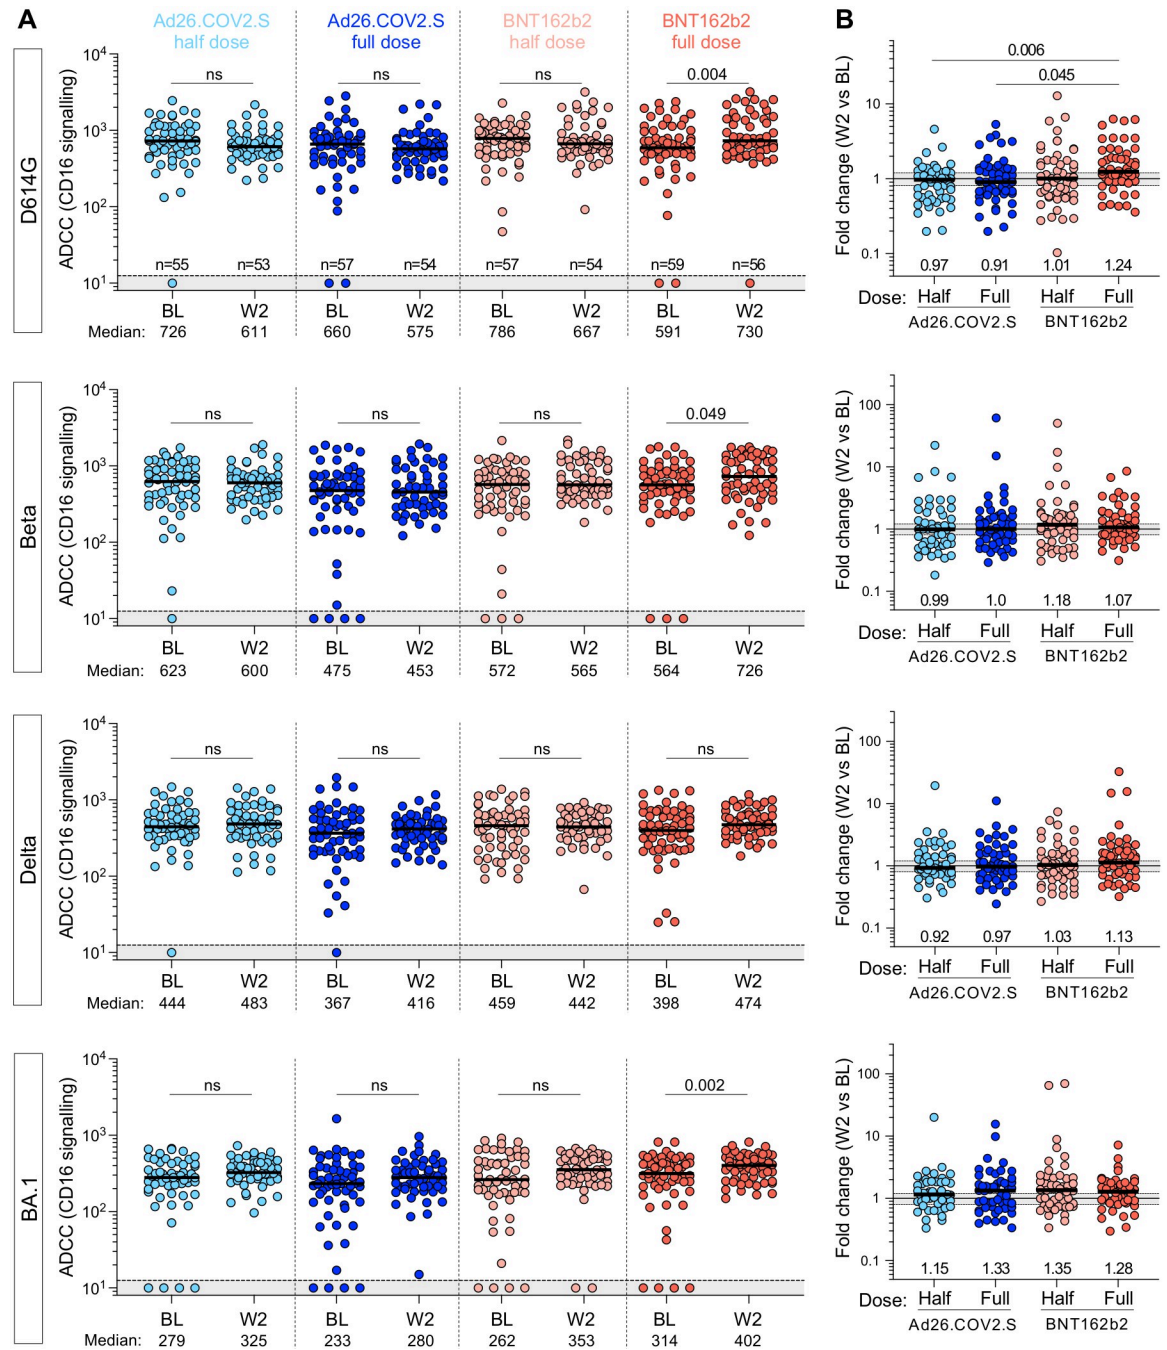 A
B
Ad26.COV2.S half dose
Ad26.COV2.S full dose
BNT162b2 half dose
BNT162b2 full dose
D614G
ADCC (CD16 signalling)
10⁴
10³
10²
10¹
ns
ns
ns
0.004
n=55 n=53 n=57 n=54 n=57 n=54 n=59 n=56
BL W2 BL W2 BL W2 BL W2
Median: 726 611 660 575 786 667 591 730
Fold change (W2 vs BL)
10
1
0.1
0.006
0.045
0.97 0.91 1.01 1.24
Dose: Half Full Half Full
Ad26.COV2.S BNT162b2
Beta
ADCC (CD16 signalling)
10⁴
10³
10²
10¹
ns
ns
ns
0.049
BL W2 BL W2 BL W2 BL W2
Median: 623 600 475 453 572 565 564 726
Fold change (W2 vs BL)
100
10
1
0.1
0.99 1.0 1.18 1.07
Dose: Half Full Half Full
Ad26.COV2.S BNT162b2
Delta
ADCC (CD16 signalling)
10⁴
10³
10²
10¹
ns
ns
ns
ns
BL W2 BL W2 BL W2 BL W2
Median: 444 483 367 416 459 442 398 474
Fold change (W2 vs BL)
100
10
1
0.1
0.92 0.97 1.03 1.13
Dose: Half Full Half Full
Ad26.COV2.S BNT162b2
BA.1
ADCC (CD16 signalling)
10⁴
10³
10²
10¹
ns
ns
ns
0.002
BL W2 BL W2 BL W2 BL W2
Median: 279 325 233 280 262 353 314 402
Fold change (W2 vs BL)
100
10
1
0.1
1.15 1.33 1.35 1.28
Dose: Half Full Half Full
Ad26.COV2.S BNT162b2